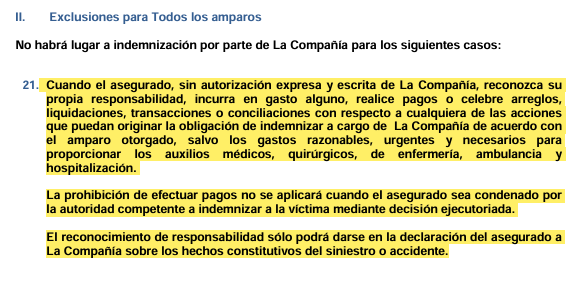 II. Exclusiones para Todos los amparos
No habrá lugar a indemnización por parte de La Compañía para los siguientes casos:
21. Cuando el asegurado, sin autorización expresa y escrita de La Compañía, reconozca su
propia responsabilidad, incurra en gasto alguno, realice pagos o celebre arreglos,
liquidaciones, transacciones o conciliaciones con respecto a cualquiera de las acciones
que puedan originar la obligación de indemnizar a cargo de La Compañía de acuerdo con
el amparo otorgado, salvo los gastos razonables, urgentes y necesarios para
proporcionar los auxilios médicos, quirúrgicos, de enfermería, ambulancia y
hospitalización.
La prohibición de efectuar pagos no se aplicará cuando el asegurado sea condenado por
la autoridad competente a indemnizar a la víctima mediante decisión ejecutoriada.
El reconocimiento de responsabilidad sólo podrá darse en la declaración del asegurado a
La Compañía sobre los hechos constitutivos del siniestro o accidente.